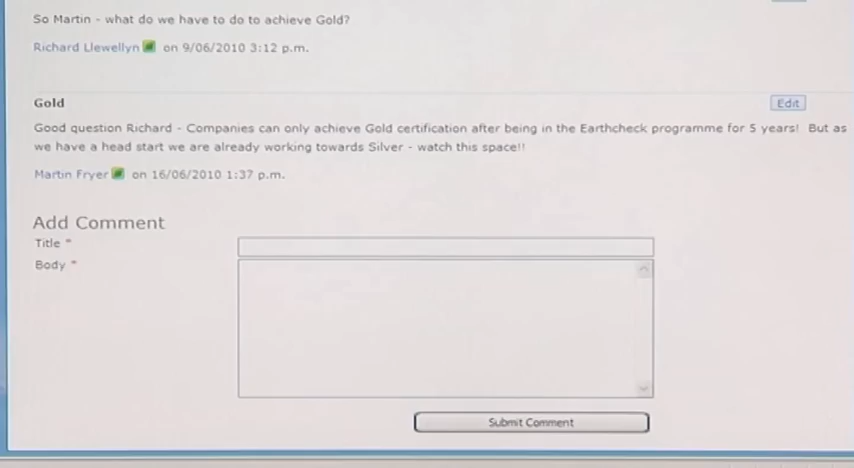 So Martin - what do we have to do to achieve Gold?
Richard Llewellyn on 9/06/2010 3:12 p.m.
Gold
Edit
Good question Richard - Companies can only achieve Gold certification after being in the Earthcheck programme for 5 years! But as
we have a head start we are already working towards Silver - watch this space!!
Martin Fryer on 16/06/2010 1:37 p.m.
Add Comment
Title *
Body *
Submit Comment